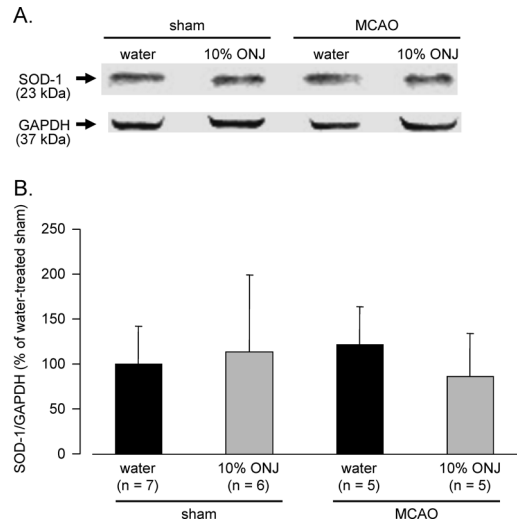 A.
sham MCAO
water 10% ONJ water 10% ONJ
SOD-1
(23 kDa)
GAPDH
(37 kDa)
B.
SOD-1/GAPDH (% of water-treated sham)
250
200
150
100
50
0
water 10% ONJ water 10% ONJ
(n = 7) (n = 6) (n = 5) (n = 5)
sham MCAO